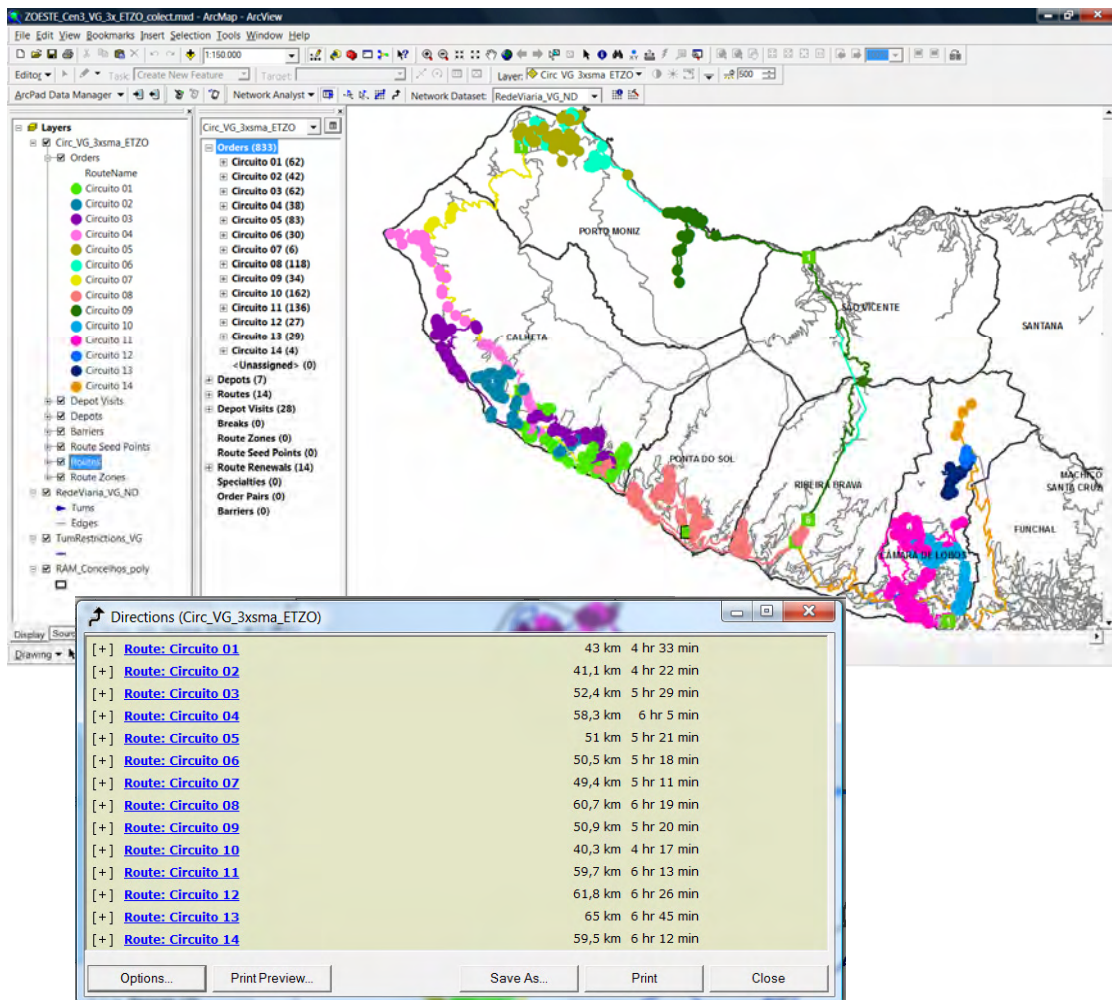 ZOESTE_Cen3_VG_3x_ETZO_colect.mxd - ArcMap - ArcView
File Edit View Bookmarks Insert Selection Tools Window Help
1:150.000
Editor Task: Create New Feature Target: Layer: Circ VG 3xsma ETZO 500
ArcPad Data Manager Network Analyst Network Dataset: RedeViaria_VG_ND
Layers
Circ_VG_3xsma_ETZO
Orders
RouteName
Circuito 01
Circuito 02
Circuito 03
Circuito 04
Circuito 05
Circuito 06
Circuito 07
Circuito 08
Circuito 09
Circuito 10
Circuito 11
Circuito 12
Circuito 13
Circuito 14
Depot Visits
Depots
Barriers
Route Seed Points
Routes
Route Zones
RedeViaria_VG_ND
Turns
Edges
TurnRestrictions_VG
RAM_Concelhos_poly
Display
Drawing
Circ_VG_3xsma_ETZO
Orders (833)
Circuito 01 (62)
Circuito 02 (42)
Circuito 03 (62)
Circuito 04 (38)
Circuito 05 (83)
Circuito 06 (30)
Circuito 07 (6)
Circuito 08 (118)
Circuito 09 (34)
Circuito 10 (162)
Circuito 11 (136)
Circuito 12 (27)
Circuito 13 (29)
Circuito 14 (4)
<Unassigned> (0)
Depots (7)
Routes (14)
Depot Visits (28)
Breaks (0)
Route Zones (0)
Route Seed Points (0)
Route Renewals (14)
Specialties (0)
Order Pairs (0)
Barriers (0)
PORTO MONIZ
SÃO VICENTE
SANTANA
CALHETA
PONTA DO SOL
RIBEIRA BRAVA
MACHICO
SANTA CRUZ
FUNCHAL
CÂMARA DE LOBOS
Directions (Circ_VG_3xsma_ETZO)
[+] Route: Circuito 01 43 km 4 hr 33 min
[+] Route: Circuito 02 41,1 km 4 hr 22 min
[+] Route: Circuito 03 52,4 km 5 hr 29 min
[+] Route: Circuito 04 58,3 km 6 hr 5 min
[+] Route: Circuito 05 51 km 5 hr 21 min
[+] Route: Circuito 06 50,5 km 5 hr 18 min
[+] Route: Circuito 07 49,4 km 5 hr 11 min
[+] Route: Circuito 08 60,7 km 6 hr 19 min
[+] Route: Circuito 09 50,9 km 5 hr 20 min
[+] Route: Circuito 10 40,3 km 4 hr 17 min
[+] Route: Circuito 11 59,7 km 6 hr 13 min
[+] Route: Circuito 12 61,8 km 6 hr 26 min
[+] Route: Circuito 13 65 km 6 hr 45 min
[+] Route: Circuito 14 59,5 km 6 hr 12 min
Options... Print Preview... Save As... Print Close